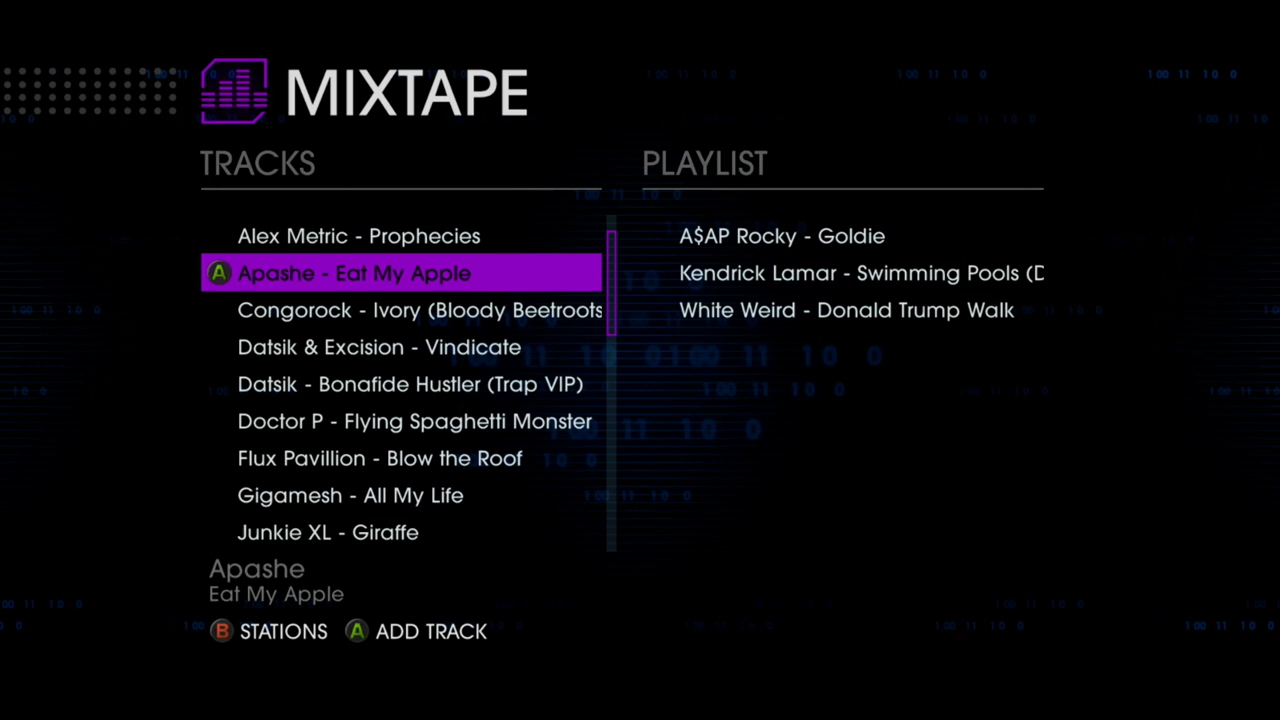 MIXTAPE
TRACKS
Alex Metric - Prophecies
A Apashe - Eat My Apple
Congorock - Ivory (Bloody Beetroots
Datsik & Excision - Vindicate
Datsik - Bonafide Hustler (Trap VIP)
Doctor P - Flying Spaghetti Monster
Flux Pavillion - Blow the Roof
Gigamesh - All My Life
Junkie XL - Giraffe
PLAYLIST
A$AP Rocky - Goldie
Kendrick Lamar - Swimming Pools (D
White Weird - Donald Trump Walk
Apashe
Eat My Apple
B STATIONS A ADD TRACK